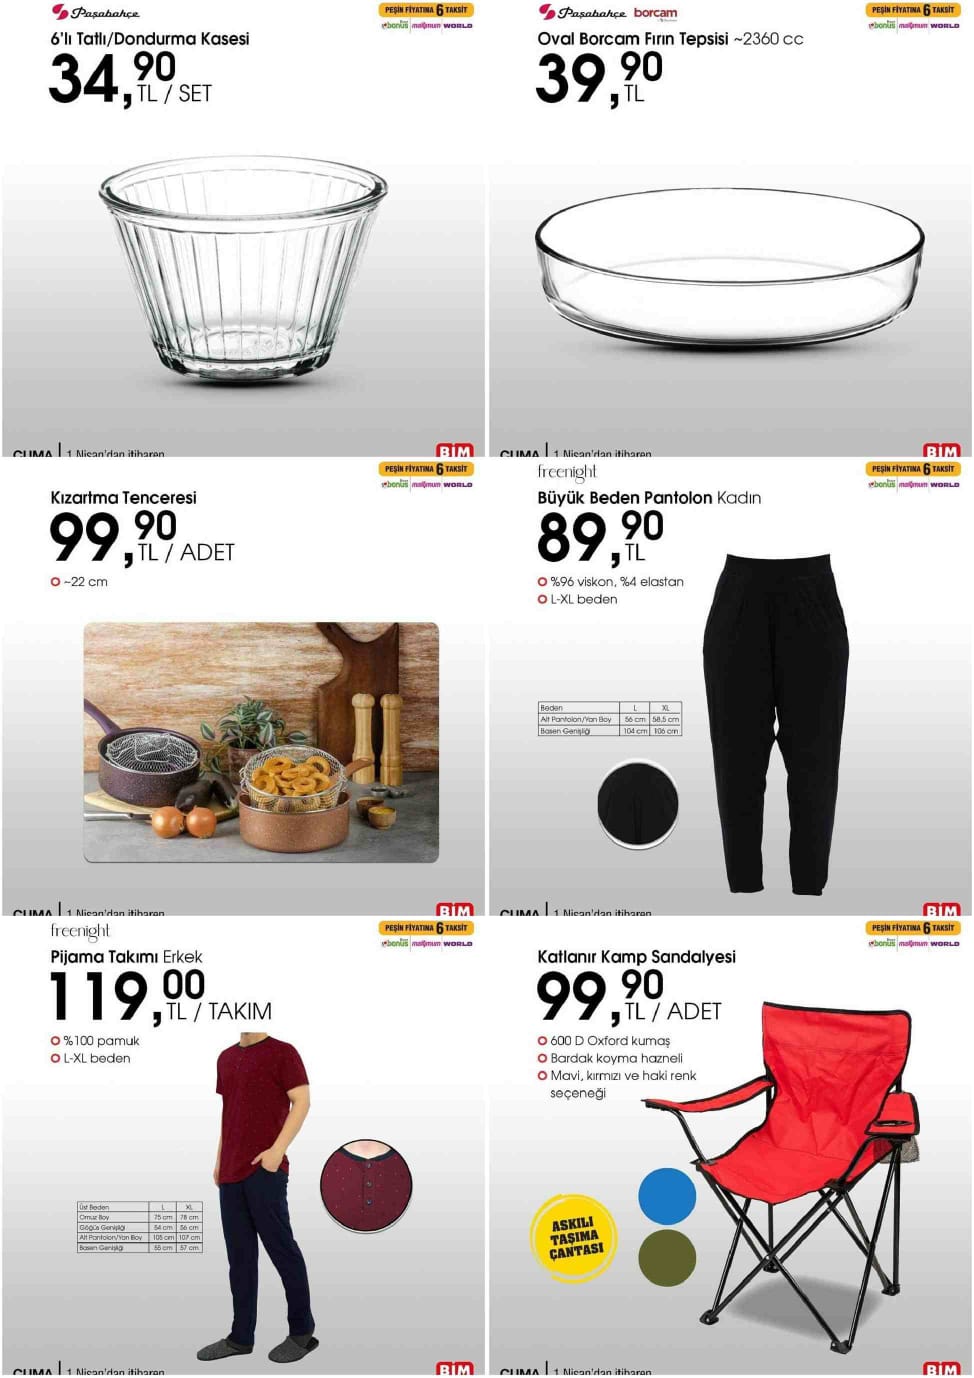 Paşabahçe
PEŞİN FİYATINA 6 TAKSİT
bonus maximum WORLD
6'lı Tatlı/Dondurma Kasesi
34,90
TL / SET
CUMA | 1 Nisan'dan itibaren
BİM
Paşabahçe borcam
PEŞİN FİYATINA 6 TAKSİT
bonus maximum WORLD
Oval Borcam Fırın Tepsisi ~2360 cc
39,90
TL
CUMA | 1 Nisan'dan itibaren
BİM
PEŞİN FİYATINA 6 TAKSİT
bonus maximum WORLD
Kızartma Tenceresi
99,90
TL / ADET
~22 cm
CUMA | 1 Nisan'dan itibaren
BİM
freenight
PEŞİN FİYATINA 6 TAKSİT
bonus maximum WORLD
Büyük Beden Pantolon Kadın
89,90
TL
%96 viskon, %4 elastan
L-XL beden
Beden L XL
Alt Pantolon/Yan Boy 56 cm 58,5 cm
Basen Genişliği 104 cm 106 cm
CUMA | 1 Nisan'dan itibaren
BİM
freenight
PEŞİN FİYATINA 6 TAKSİT
bonus maximum WORLD
Pijama Takımı Erkek
119,00
TL / TAKIM
%100 pamuk
L-XL beden
Üst Beden L XL
Omuz Boy 75 cm 78 cm
Göğüs Genişliği 54 cm 56 cm
Alt Pantolon/Yan Boy 105 cm 107 cm
Basen Genişliği 55 cm 57 cm
CUMA | 1 Nisan'dan itibaren
BİM
PEŞİN FİYATINA 6 TAKSİT
bonus maximum WORLD
Katlanır Kamp Sandalyesi
99,90
TL / ADET
600 D Oxford kumaş
Bardak koyma hazneli
Mavi, kırmızı ve haki renk
seçeneği
ASKILI
TAŞIMA
ÇANTASI
CUMA | 1 Nisan'dan itibaren
BİM